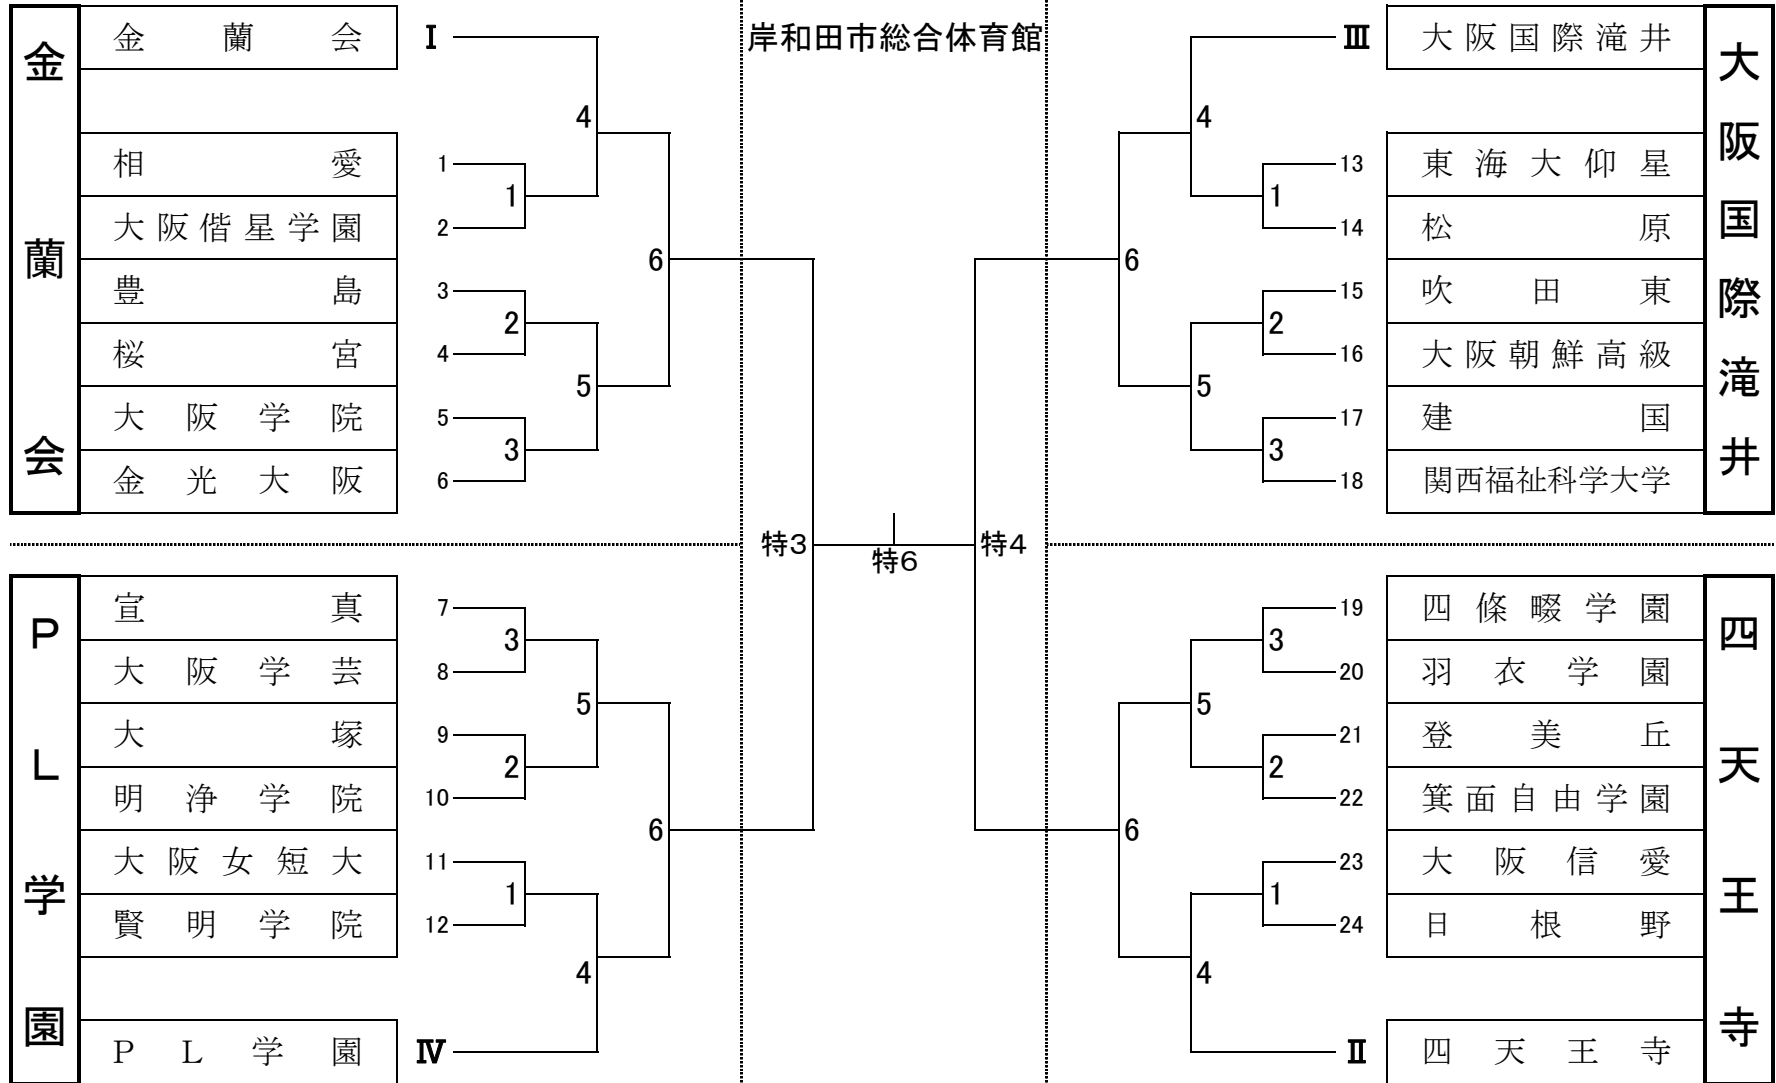 金蘭会
金蘭会 Ⅰ
相愛 1
大阪偕星学園 2
豊島 3
桜宮 4
大阪学院 5
金光大阪 6
4
1
6
2
5
3
PL学園
宣真 7
大阪学芸 8
大塚 9
明浄学院 10
大阪女短大 11
賢明学院 12
PL学園 Ⅳ
3
5
2
6
1
4
岸和田市総合体育館
特3
特6
特4
大阪国際滝井
Ⅲ 大阪国際滝井
13 東海大仰星
14 松原
15 吹田東
16 大阪朝鮮高級
17 建国
18 関西福祉科学大学
4
1
6
2
5
3
四天王寺
19 四條畷学園
20 羽衣学園
21 登美丘
22 箕面自由学園
23 大阪信愛
24 日根野
Ⅱ 四天王寺
3
5
2
6
1
4